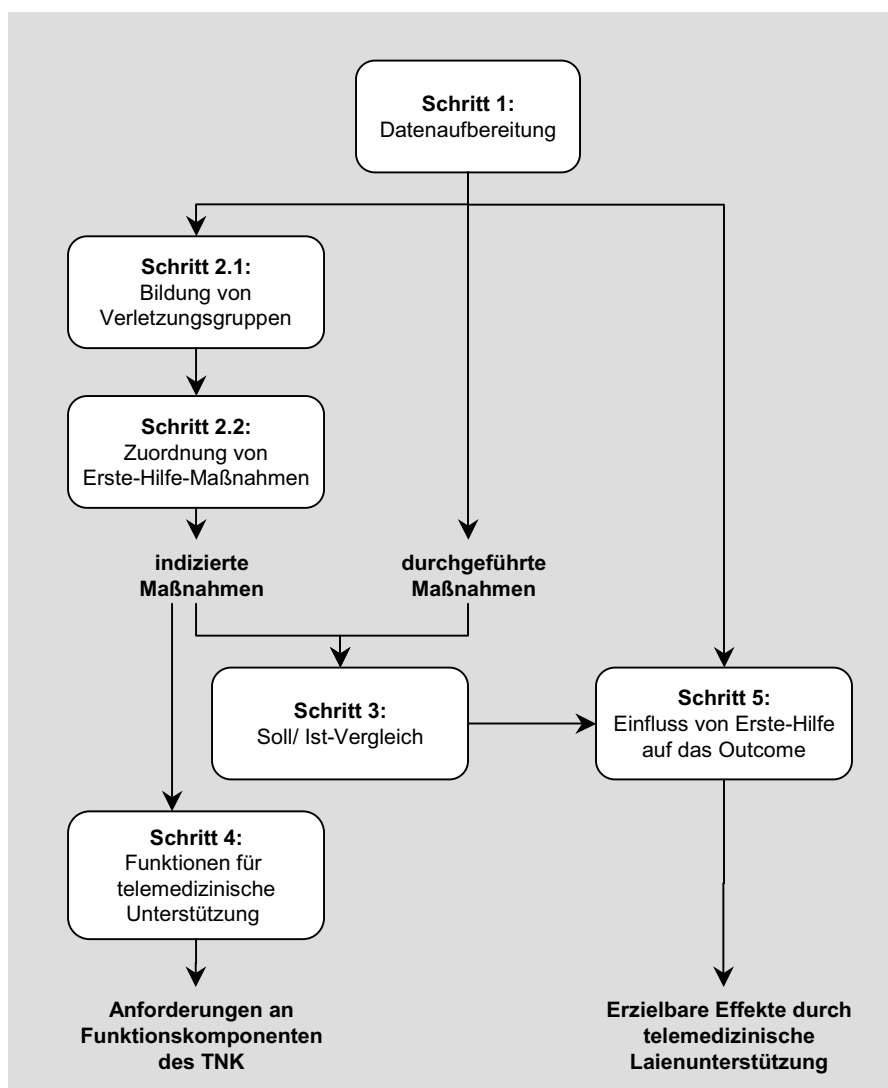 Schritt 1:
Datenaufbereitung
Schritt 2.1:
Bildung von
Verletzungsgruppen
Schritt 2.2:
Zuordnung von
Erste-Hilfe-Maßnahmen
indizierte
Maßnahmen
durchgeführte
Maßnahmen
Schritt 3:
Soll/ Ist-Vergleich
Schritt 5:
Einfluss von Erste-Hilfe
auf das Outcome
Schritt 4:
Funktionen für
telemedizinische
Unterstützung
Anforderungen an
Funktionskomponenten
des TNK
Erzielbare Effekte durch
telemedizinische
Laienunterstützung